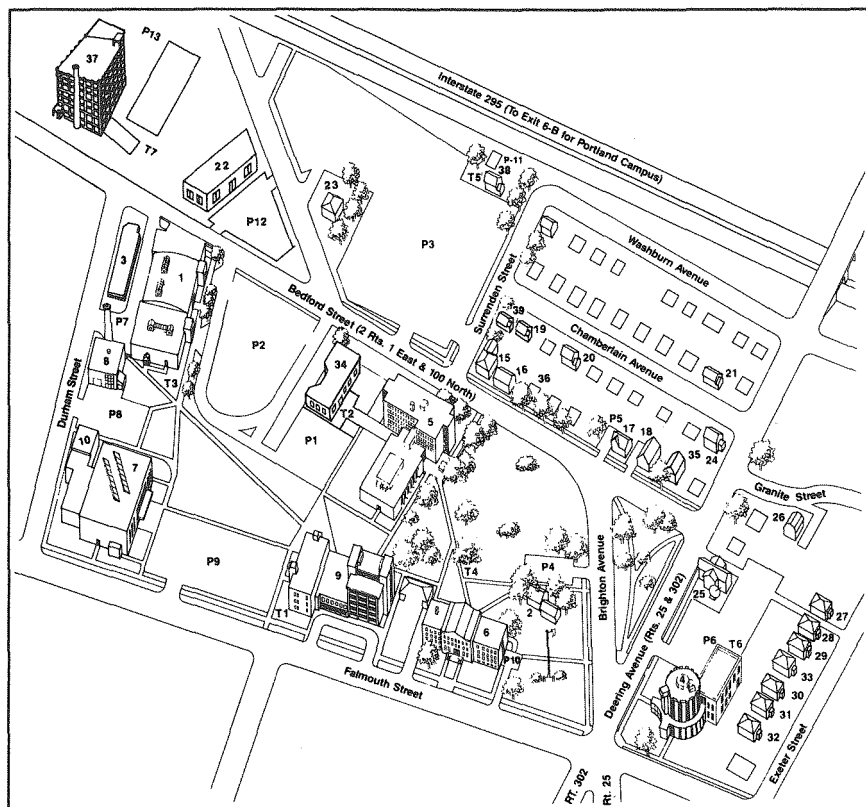 P13
37
Interstate 295 (To Exit 6-B for Portland Campus)
T7
22
P-11
T5
38
23
P12
P3
Washburn Avenue
Surrenden Street
3
1
Bedford Street (2 Rts. 1 East & 100 North)
P2
39
19
Chamberlain Avenue
15
20
16
36
21
P7
8
T3
34
5
T2
P1
P5
17
18
35
24
Durham Street
P8
10
7
Granite Street
26
P9
9
T4
P4
Brighton Avenue
25
2
27
28
29
33
30
31
32
T1
6
P10
Deering Avenue (Rts. 25 & 302)
P6
T6
4
Falmouth Street
Exeter Street
RT. 302
Rt. 25